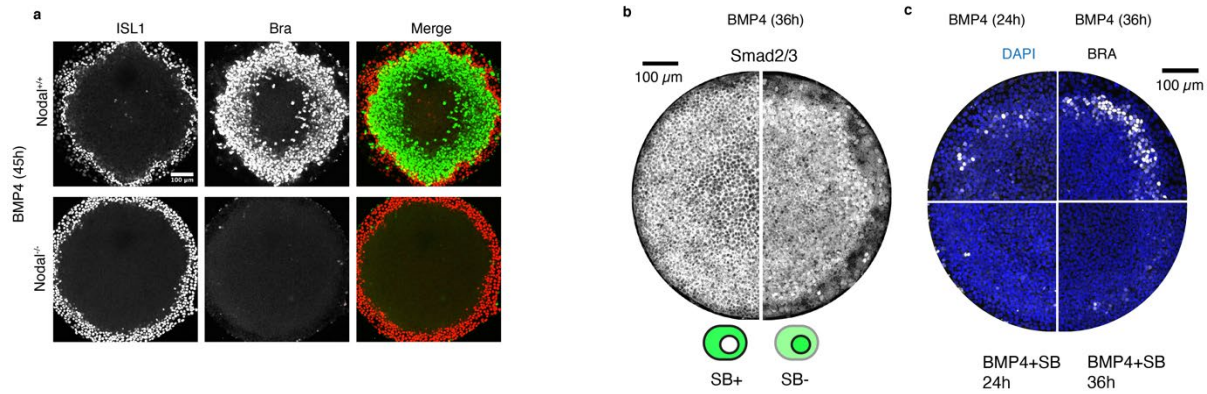 a
ISL1 Bra Merge
BMP4 (45h)
Nodal+/+
100 µm
Nodal-/-
b
BMP4 (36h)
Smad2/3
100 µm
SB+ SB-
c
BMP4 (24h) BMP4 (36h)
DAPI BRA
100 µm
BMP4+SB BMP4+SB
24h 36h